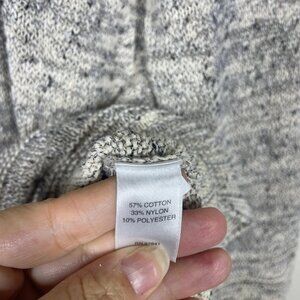 57% COTTON
33% NYLON
10% POLYESTER